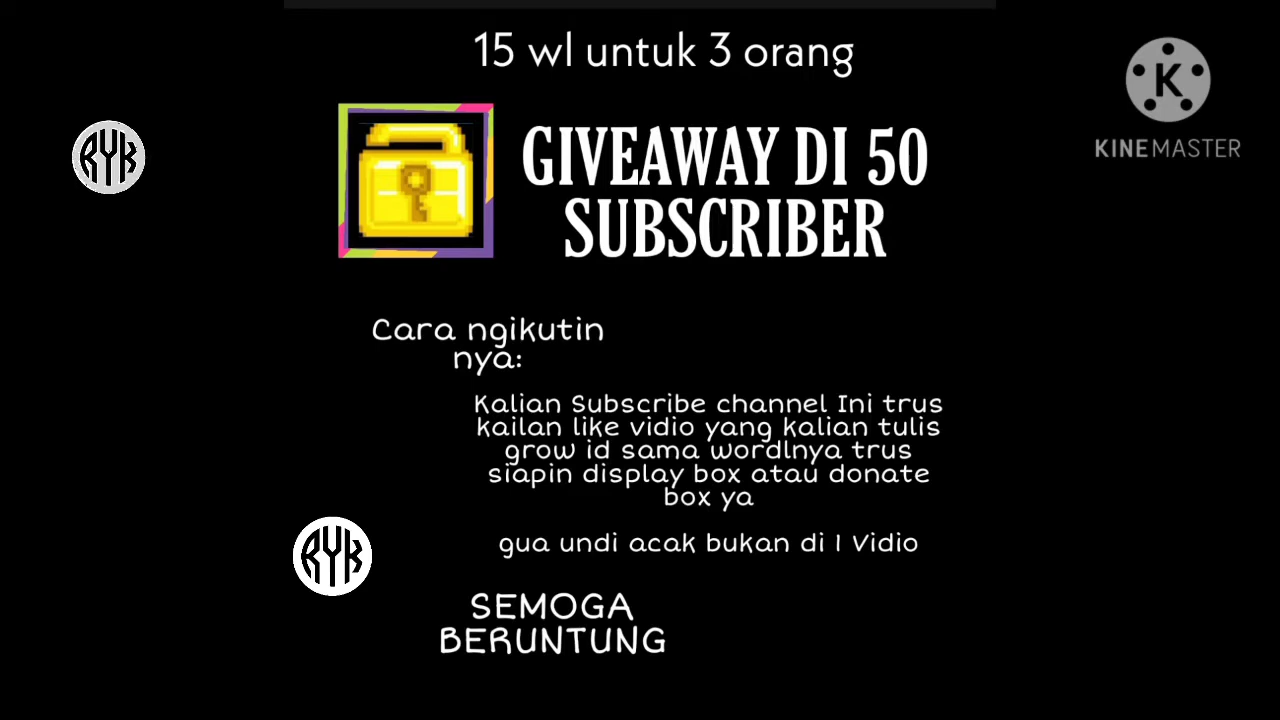 15 wl untuk 3 orang
KINEMASTER
RYK
GIVEAWAY DI 50
SUBSCRIBER
Cara ngikutin
nya:
Kalian Subscribe channel Ini trus
kailan like vidio yang kalian tulis
grow id sama wordlnya trus
siapin display box atau donate
box ya
gua undi acak bukan di 1 Vidio
RYK
SEMOGA
BERUNTUNG